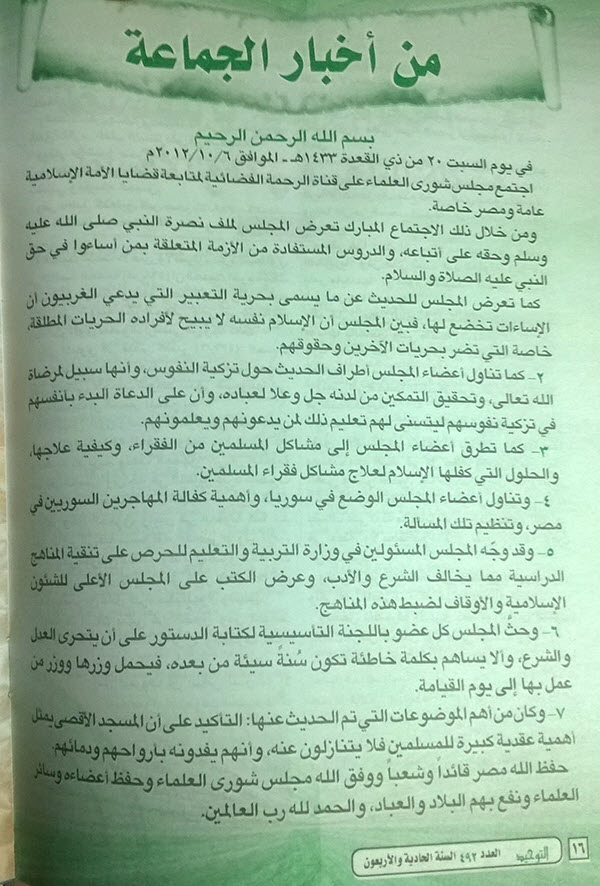 من أخبار الجماعة
بسم الله الرحمن الرحيم
في يوم السبت ٢٠ من ذي القعدة ١٤٣٣هـ- الموافق ٢٠١٢/١٠/٦م
اجتمع مجلس شورى العلماء على قناة الرحمة الفضائية لمتابعة قضايا الأمة الإسلامية
عامة ومصر خاصة.
ومن خلال ذلك الاجتماع المبارك تعرض المجلس لملف نصرة النبي صلى الله عليه
وسلم وحقه على أتباعه، والدروس المستفادة من الأزمة المتعلقة بمن أساءوا في حق
النبي عليه الصلاة والسلام.
كما تعرض المجلس للحديث عن ما يسمى بحرية التعبير التي يدعي الغربيون أن
الإساءات تخضع لها، فبين المجلس أن الإسلام نفسه لا يبيح لأفراده الحريات المطلقة،
خاصة التي تضر بحريات الآخرين وحقوقهم.
٢- كما تناول أعضاء المجلس أطراف الحديث حول تزكية النفوس، وأنها سبيل لمرضاة
الله تعالى، وتحقيق التمكين من لدنه جل وعلا لعباده، وأن على الدعاة البدء بأنفسهم
في تزكية نفوسهم ليتسنى لهم تعليم ذلك لمن يدعونهم ويعلمونهم.
٣- كما تطرق أعضاء المجلس إلى مشاكل المسلمين من الفقراء، وكيفية علاجها،
والحلول التي كفلها الإسلام لعلاج مشاكل فقراء المسلمين.
٤- وتناول أعضاء المجلس الوضع في سوريا، وأهمية كفالة المهاجرين السوريين في
مصر، وتنظيم تلك المسألة.
٥- وقد وجّه المجلس المسئولين في وزارة التربية والتعليم للحرص على تنقية المناهج
الدراسية مما يخالف الشرع والأدب، وعرض الكتب على المجلس الأعلى للشئون
الإسلامية والأوقاف لضبط هذه المناهج.
٦- وحثَّ المجلس كل عضو باللجنة التأسيسية لكتابة الدستور على أن يتحرى العدل
والشرع، وألا يساهم بكلمة خاطئة تكون سُنةً سيئة من بعده، فيحمل وزرها ووزر من
عمل بها إلى يوم القيامة.
٧- وكان من أهم الموضوعات التي تم الحديث عنها: التأكيد على أن المسجد الأقصى يمثل
أهمية عقدية كبيرة للمسلمين فلا يتنازلون عنه، وأنهم يفدونه بأرواحهم ودمائهم.
حفظ الله مصر قائداً وشعباً ووفق الله مجلس شورى العلماء وحفظ أعضاءه وسائر
العلماء ونفع بهم البلاد والعباد، والحمد لله رب العالمين.
١٦ التوحيد العدد ٤٩٢ السنة الحادية والأربعون